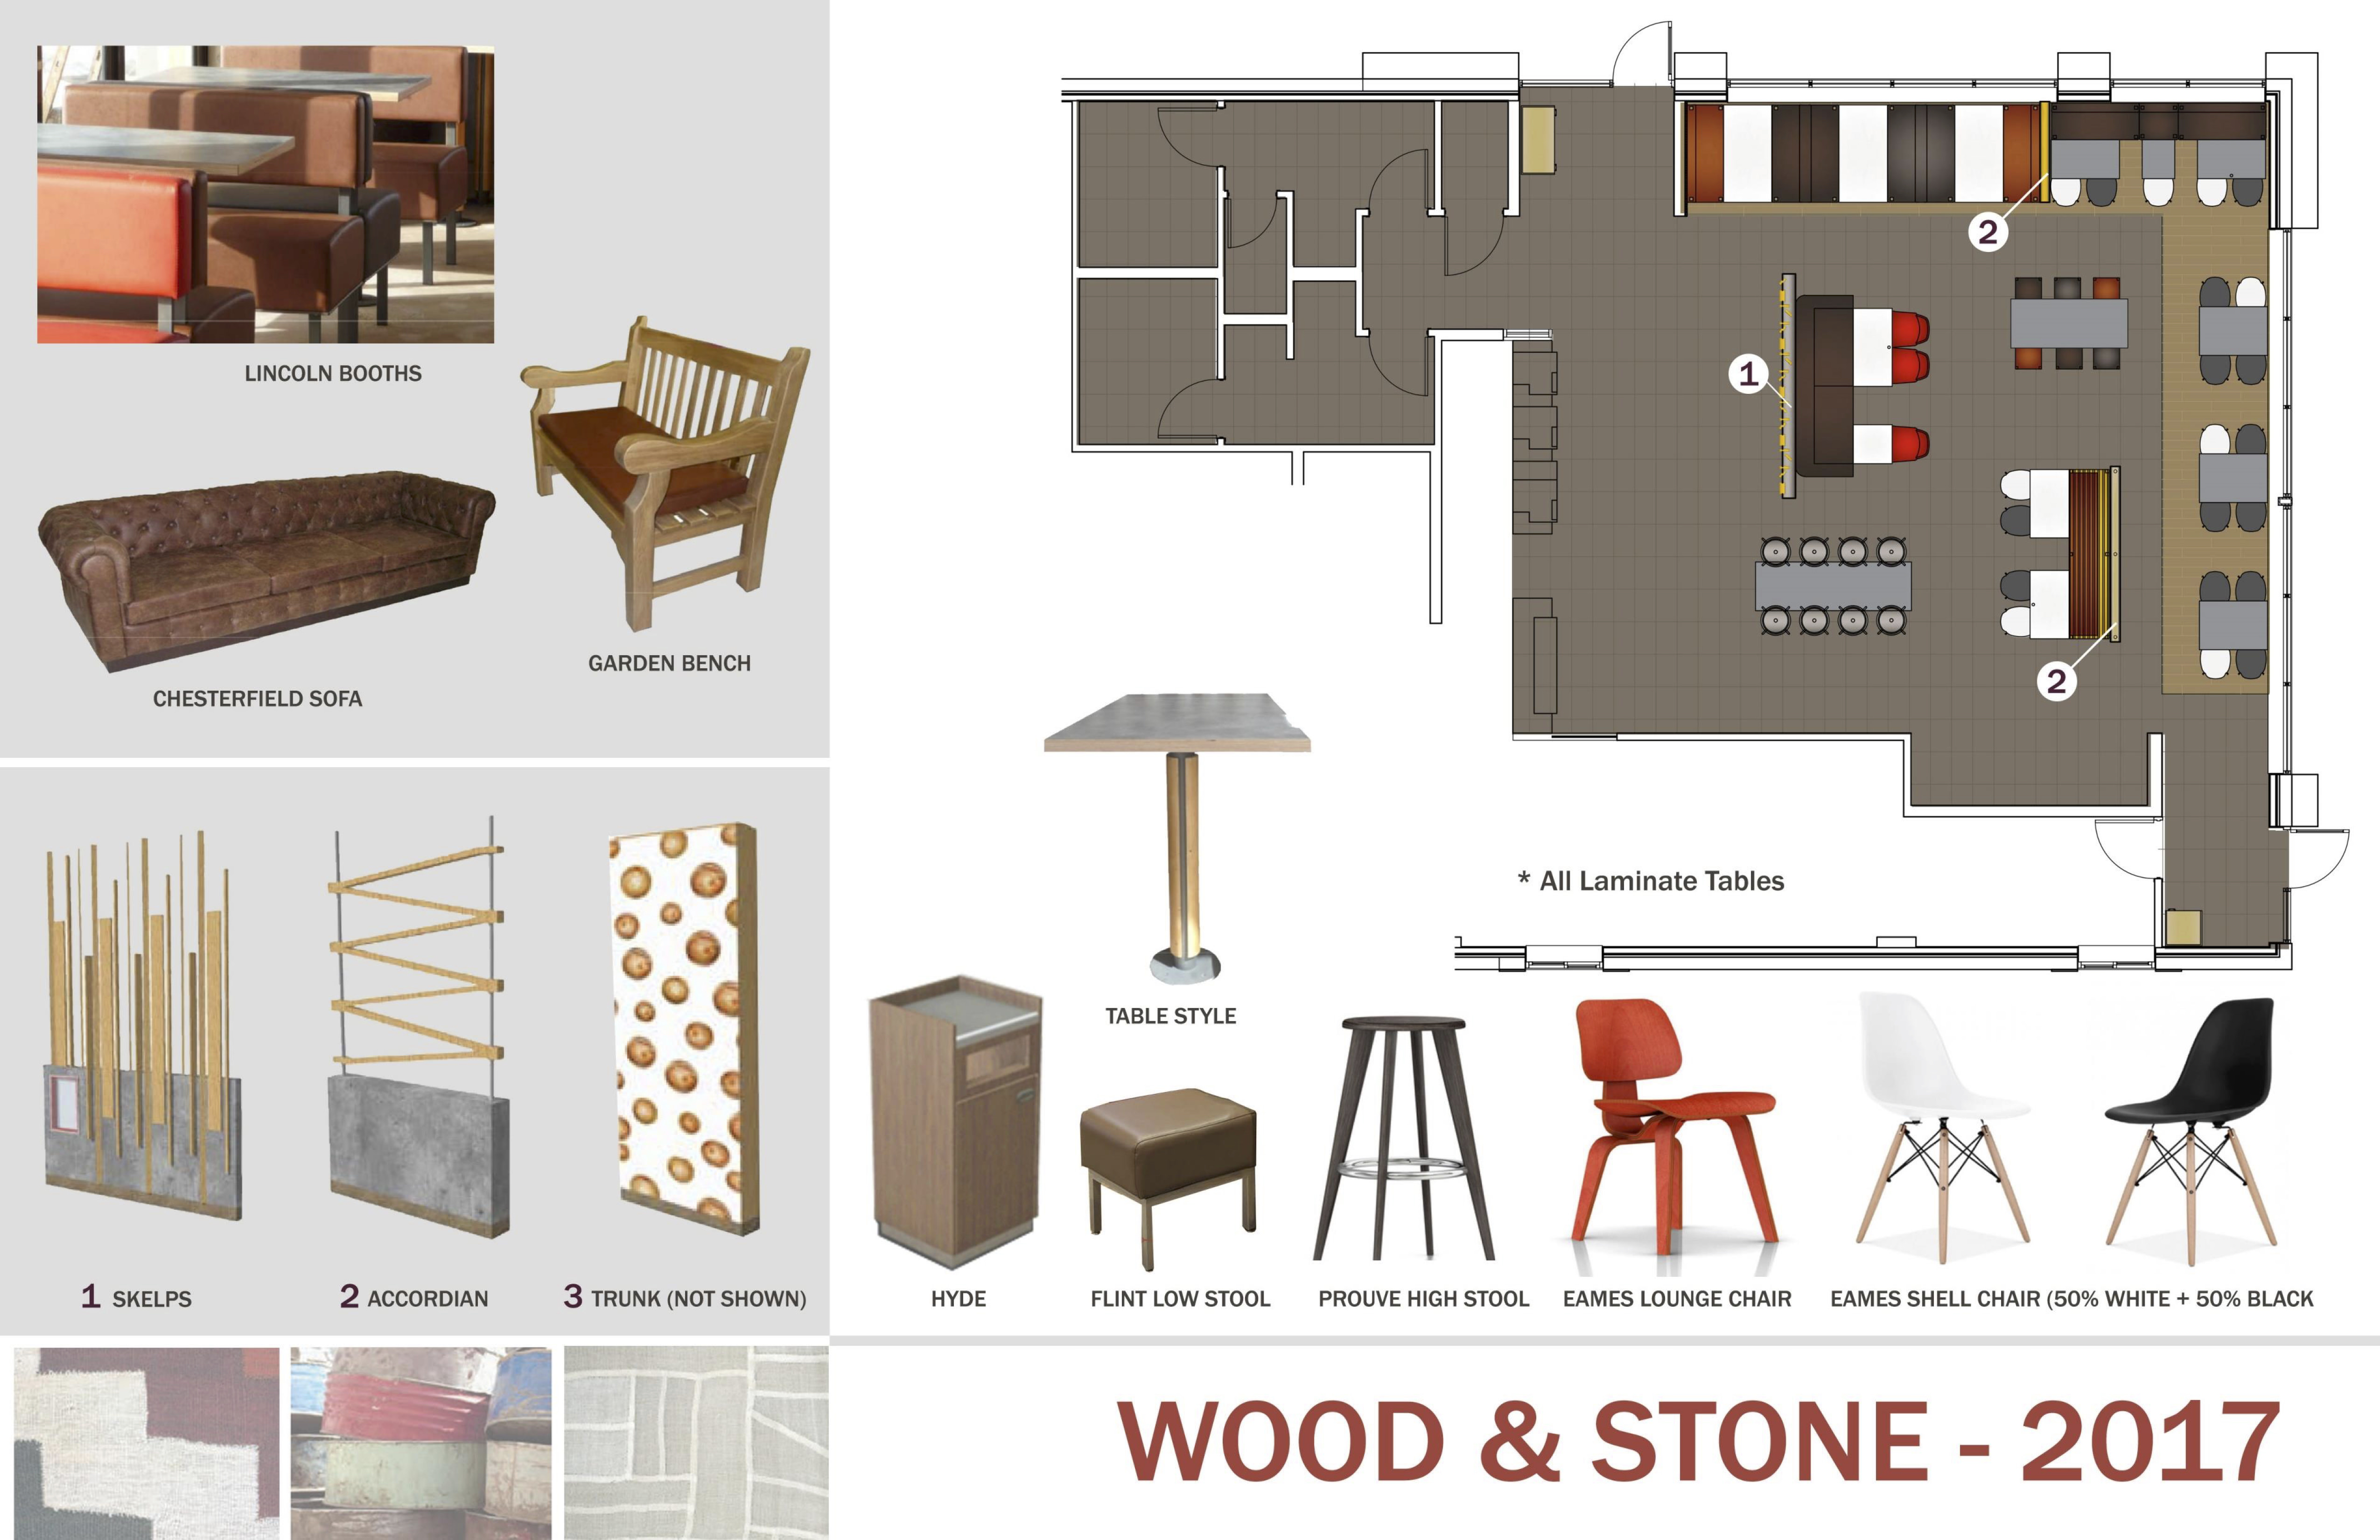 LINCOLN BOOTHS
GARDEN BENCH
CHESTERFIELD SOFA
1 SKELPS
2 ACCORDIAN
3 TRUNK (NOT SHOWN)
2
1
2
* All Laminate Tables
TABLE STYLE
HYDE
FLINT LOW STOOL
PROUVE HIGH STOOL
EAMES LOUNGE CHAIR
EAMES SHELL CHAIR (50% WHITE + 50% BLACK
WOOD & STONE - 2017